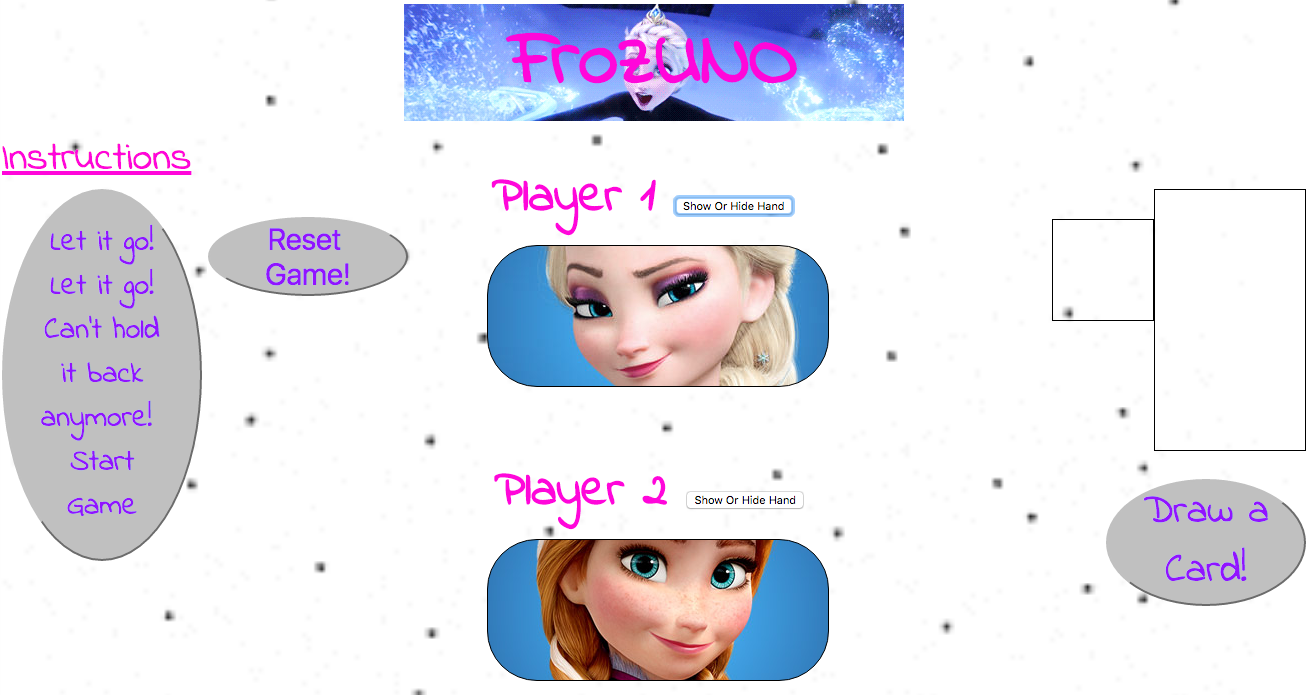 FrozUNO
Instructions
Let it go!
Let it go!
Can't hold
it back
anymore!
Start
Game
Reset
Game!
Player 1
Show Or Hide Hand
Player 2
Show Or Hide Hand
Draw a
Card!